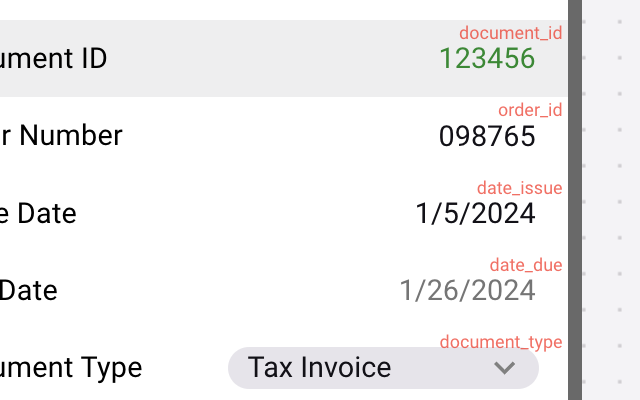 document_id
ument ID 123456
order_id
r Number 098765
date_issue
e Date 1/5/2024
date_due
Date 1/26/2024
document_type
ument Type Tax Invoice